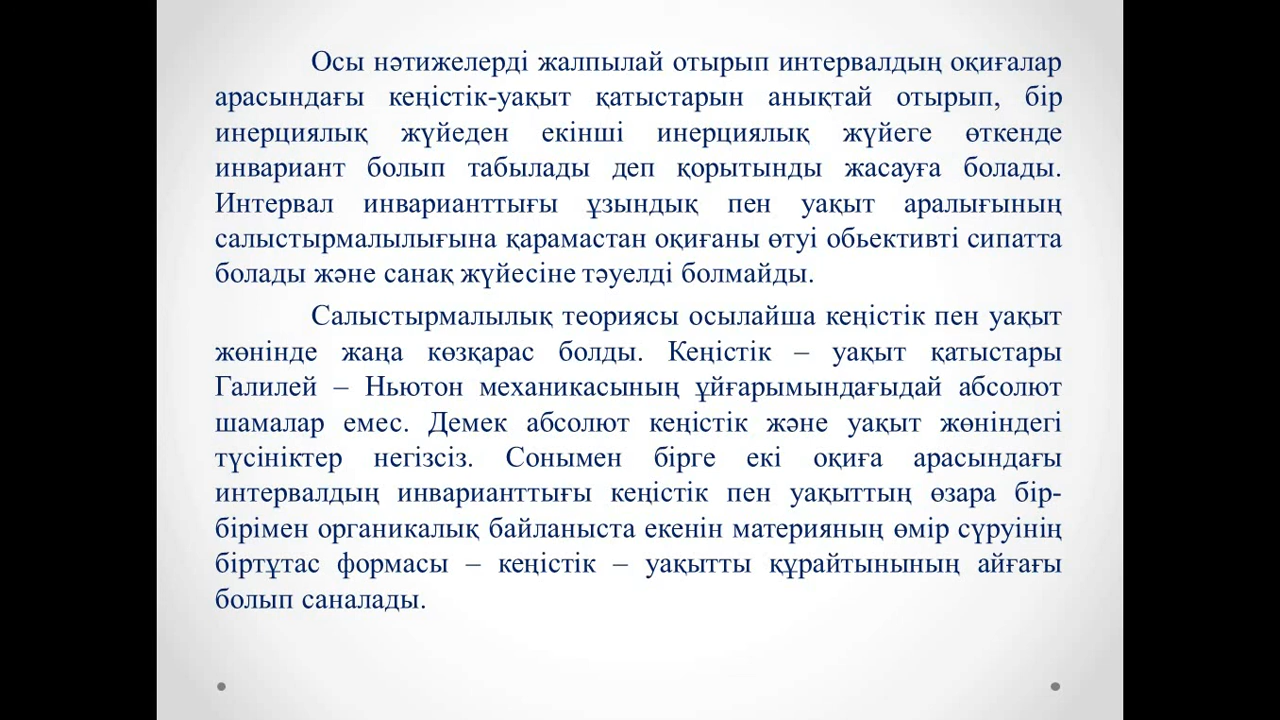 Осы нәтижелерді жалпылай отырып интервалдың оқиғалар
арасындағы кеңістік-уақыт қатыстарын анықтай отырып, бір
инерциялық жүйеден екінші инерциялық жүйеге өткенде
инвариант болып табылады деп қорытынды жасауға болады.
Интервал инварианттығы ұзындық пен уақыт аралығының
салыстырмалылығына қарамастан оқиғаны өтуі обьективті сипатта
болады және санақ жүйесіне тәуелді болмайды.
Салыстырмалылық теориясы осылайша кеңістік пен уақыт
жөнінде жаңа көзқарас болды. Кеңістік – уақыт қатыстары
Галилей – Ньютон механикасының ұйғарымындағыдай абсолют
шамалар емес. Демек абсолют кеңістік және уақыт жөніндегі
түсініктер негізсіз. Сонымен бірге екі оқиға арасындағы
интервалдың инварианттығы кеңістік пен уақыттың өзара бір-
бірімен органикалық байланыста екенін материяның өмір сүруінің
біртұтас формасы – кеңістік – уақытты құрайтынының айғағы
болып саналады.